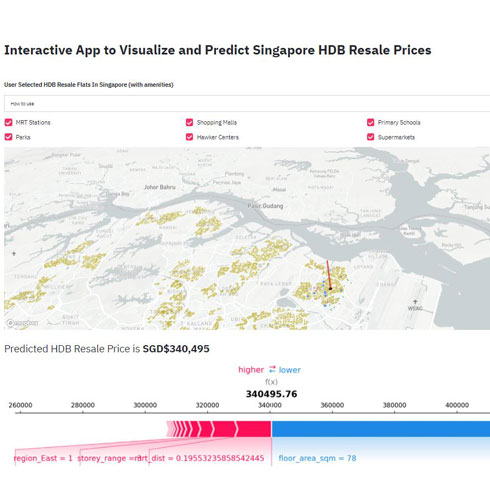 Interactive App to Visualize and Predict Singapore HDB Resale Prices
User Selected HDB Resale Flats In Singapore (with amenities)
How to use
MRT Stations
Shopping Malls
Primary Schools
Parks
Hawker Centers
Supermarkets
Johor Bahru
Pasir Gudang
Predicted HDB Resale Price is SGD$340,495
higher ⇄ lower
f(x)
340495.76
260000 280000 300000 320000 340000 360000 380000 400000
region_East = 1
storey_range =
mrt_dist = 0.19553235858542445
floor_area_sqm = 78